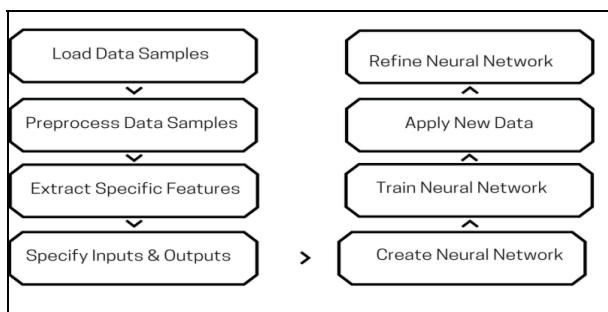 Load Data Samples
Preprocess Data Samples
Extract Specific Features
Specify Inputs & Outputs
Create Neural Network
Train Neural Network
Apply New Data
Refine Neural Network